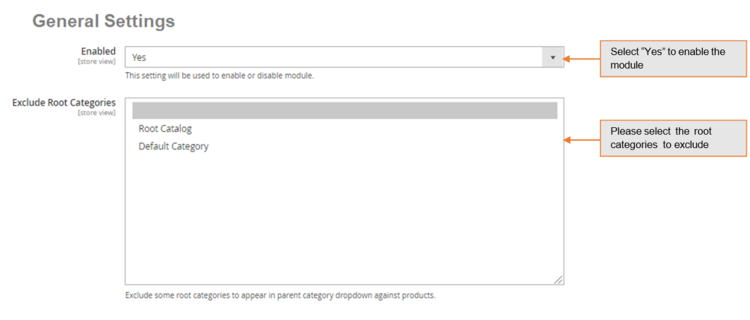 General Settings
Enabled
[store view]
Yes
This setting will be used to enable or disable module.
Select "Yes" to enable the
module
Exclude Root Categories
[store view]
Root Catalog
Default Category
Please select the root
categories to exclude
Exclude some root categories to appear in parent category dropdown against products.